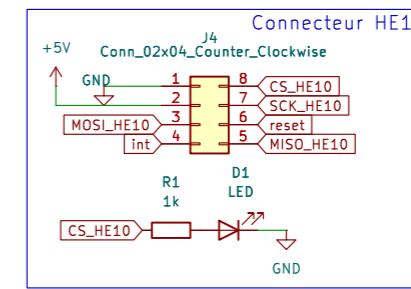 Connecteur HE1
J4
Conn_02x04_Counter_Clockwise
+5V
GND
1
8
CS_HE10
2
7
SCK_HE10
MOSI_HE10
3
6
reset
int
4
5
MISO_HE10
R1
1k
D1
LED
CS_HE10
GND